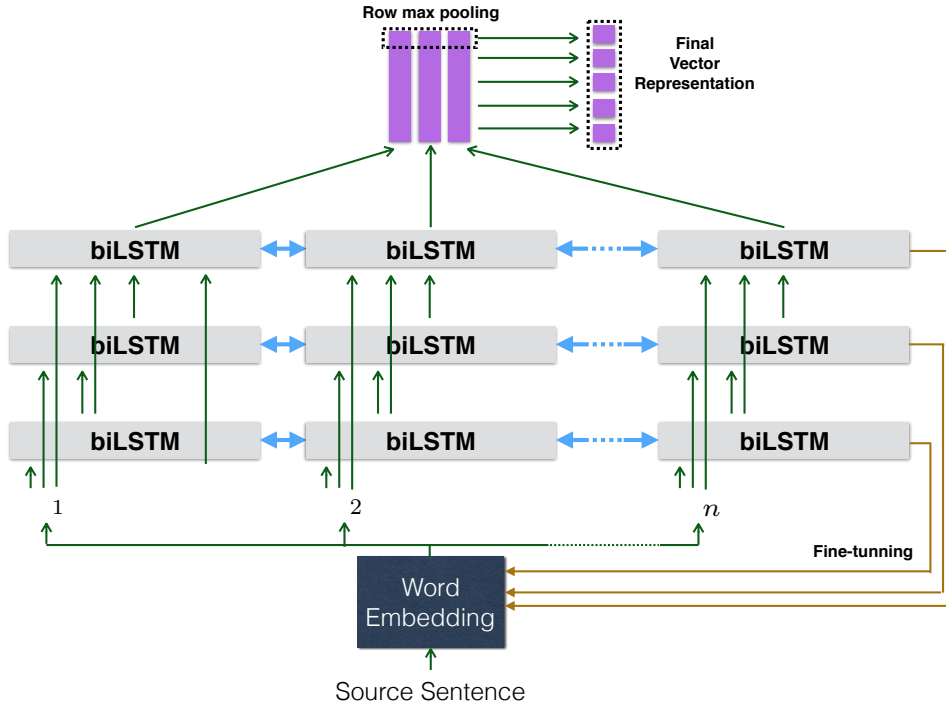 Row max pooling
Final
Vector
Representation
biLSTM
biLSTM
biLSTM
biLSTM
biLSTM
biLSTM
biLSTM
biLSTM
biLSTM
1
2
n
Fine-tunning
Word
Embedding
Source Sentence